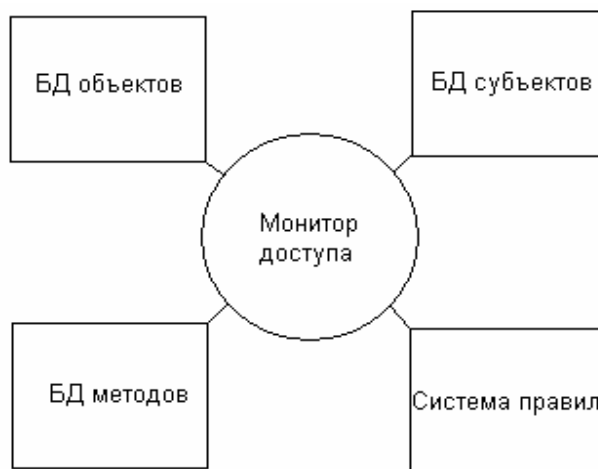 БД объектов
БД субъектов
Монитор
доступа
БД методов
Система правил